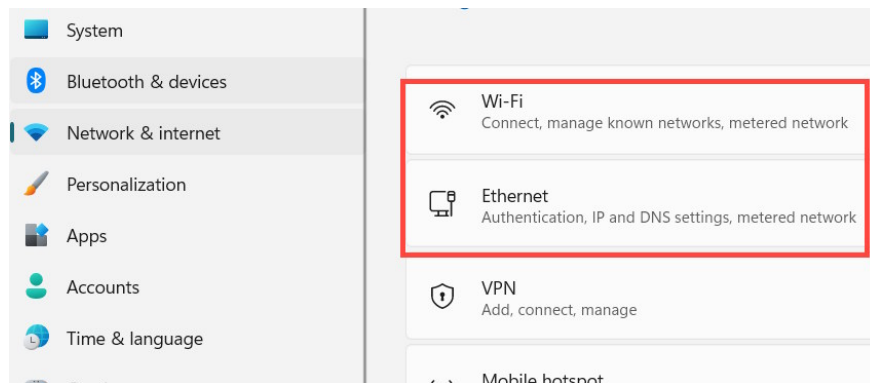 System
Bluetooth & devices
Network & internet
Personalization
Apps
Accounts
Time & language
Wi-Fi
Connect, manage known networks, metered network
Ethernet
Authentication, IP and DNS settings, metered network
VPN
Add, connect, manage
Mobile hotspot